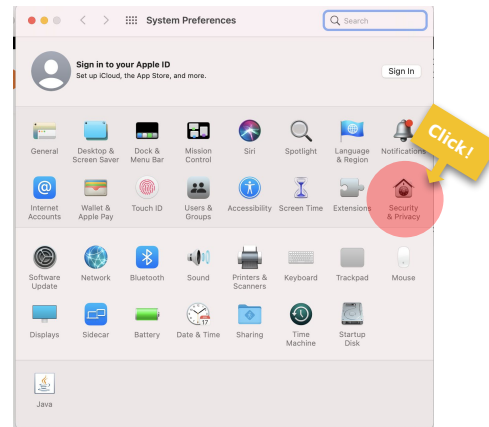 System Preferences
Search
Sign in to your Apple ID
Set up iCloud, the App Store, and more.
Sign In
Click!
General
Desktop &
Screen Saver
Dock &
Menu Bar
Mission
Control
Siri
Spotlight
Language
& Region
Notifications
Internet
Accounts
Wallet &
Apple Pay
Touch ID
Users &
Groups
Accessibility
Screen Time
Extensions
Security
& Privacy
Software
Update
Network
Bluetooth
Sound
Printers &
Scanners
Keyboard
Trackpad
Mouse
Displays
Sidecar
Battery
17
Date & Time
Sharing
Time
Machine
Startup
Disk
Java